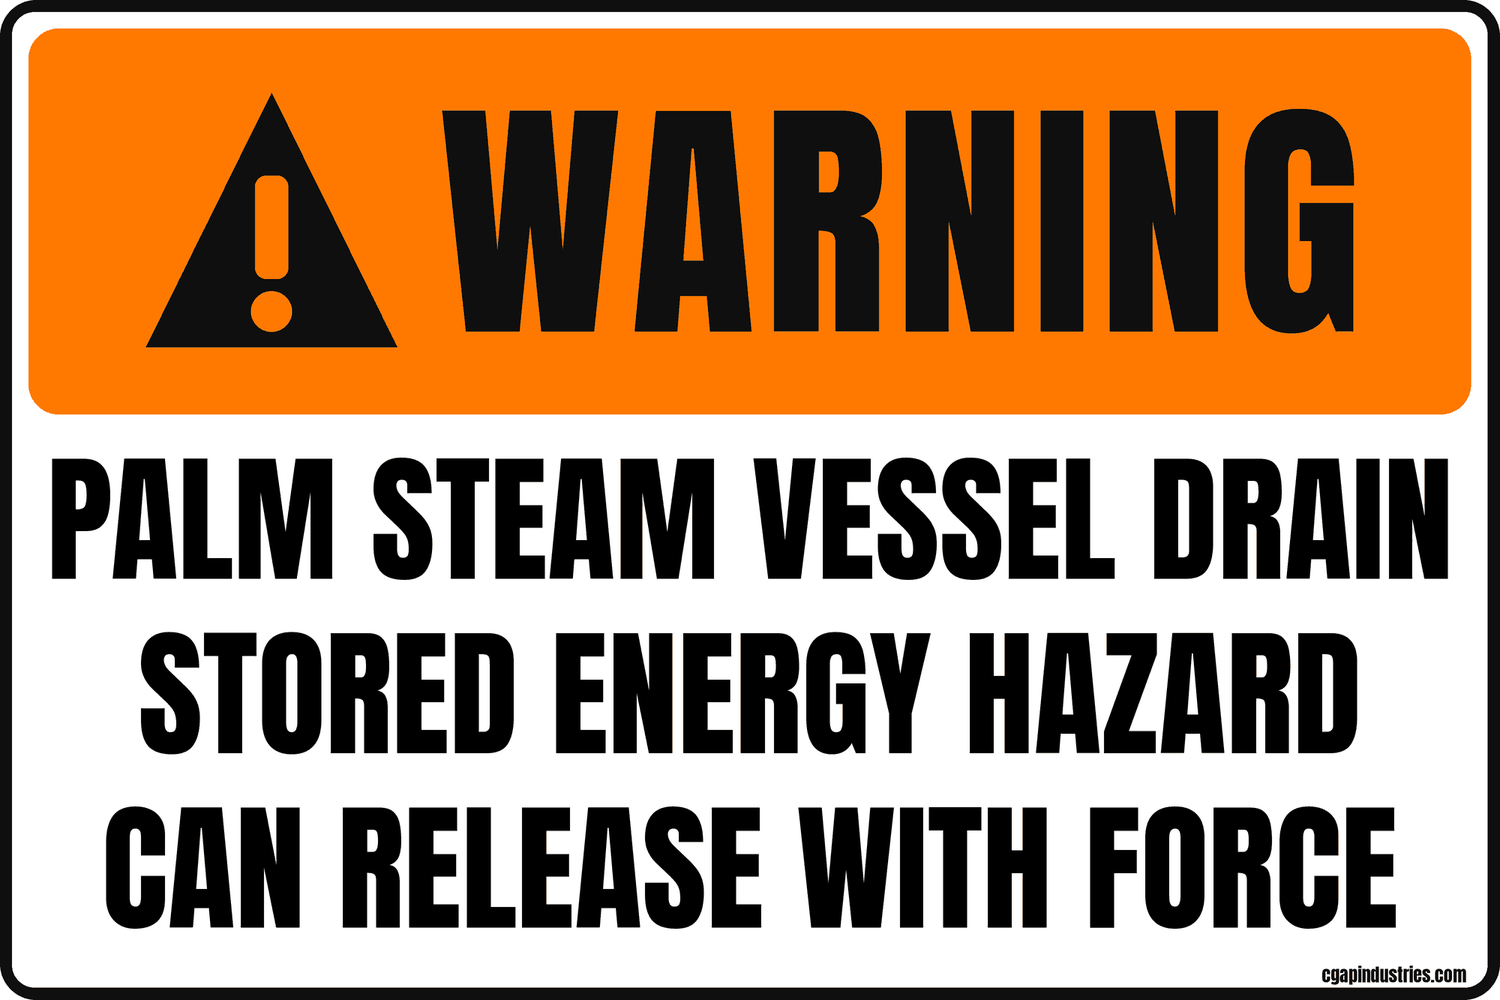 WARNING
PALM STEAM VESSEL DRAIN
STORED ENERGY HAZARD
CAN RELEASE WITH FORCE
cgapindustries.com